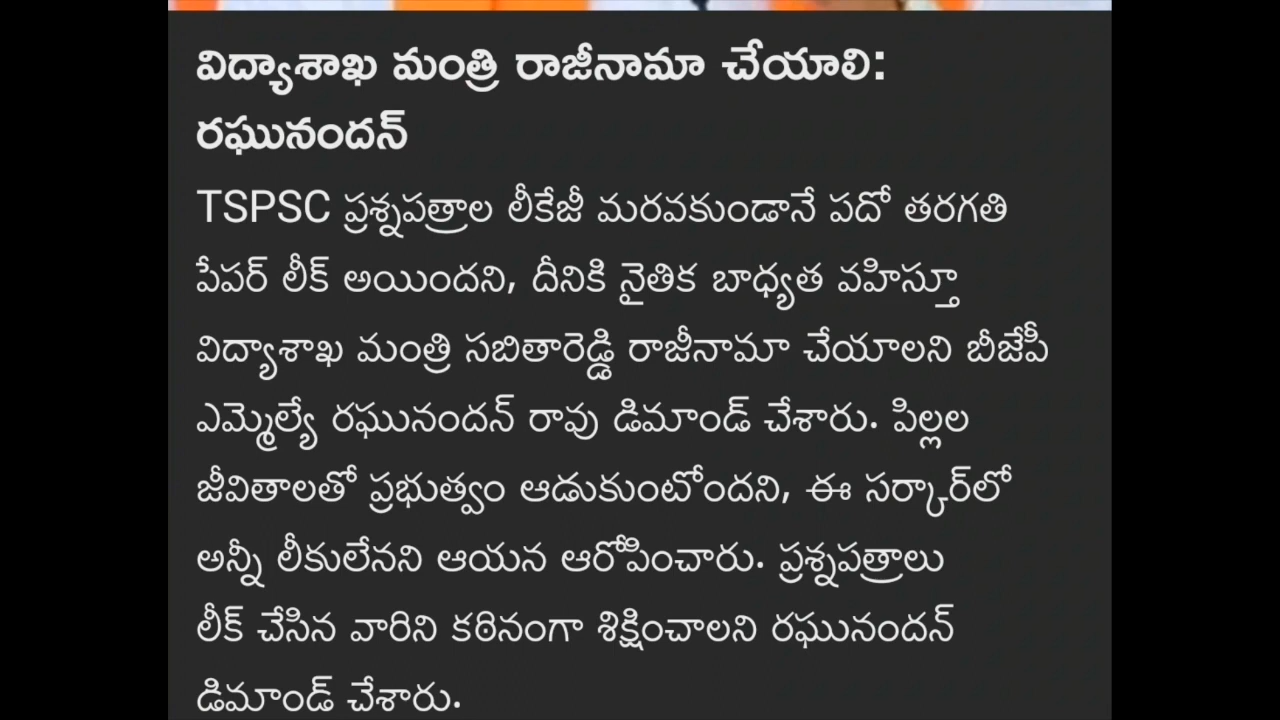 విద్యాశాఖ మంత్రి రాజీనామా చేయాలి:
రఘునందన్
TSPSC ప్రశ్నపత్రాల లీకేజీ మరవకుండానే పదో తరగతి
పేపర్ లీక్ అయిందని, దీనికి నైతిక బాధ్యత వహిస్తూ
విద్యాశాఖ మంత్రి సబితారెడ్డి రాజీనామా చేయాలని బీజేపీ
ఎమ్మెల్యే రఘునందన్ రావు డిమాండ్ చేశారు. పిల్లల
జీవితాలతో ప్రభుత్వం ఆడుకుంటోందని, ఈ సర్కార్‌లో
అన్నీ లీకులేనని ఆయన ఆరోపించారు. ప్రశ్నపత్రాలు
లీక్ చేసిన వారిని కఠినంగా శిక్షించాలని రఘునందన్
డిమాండ్ చేశారు.